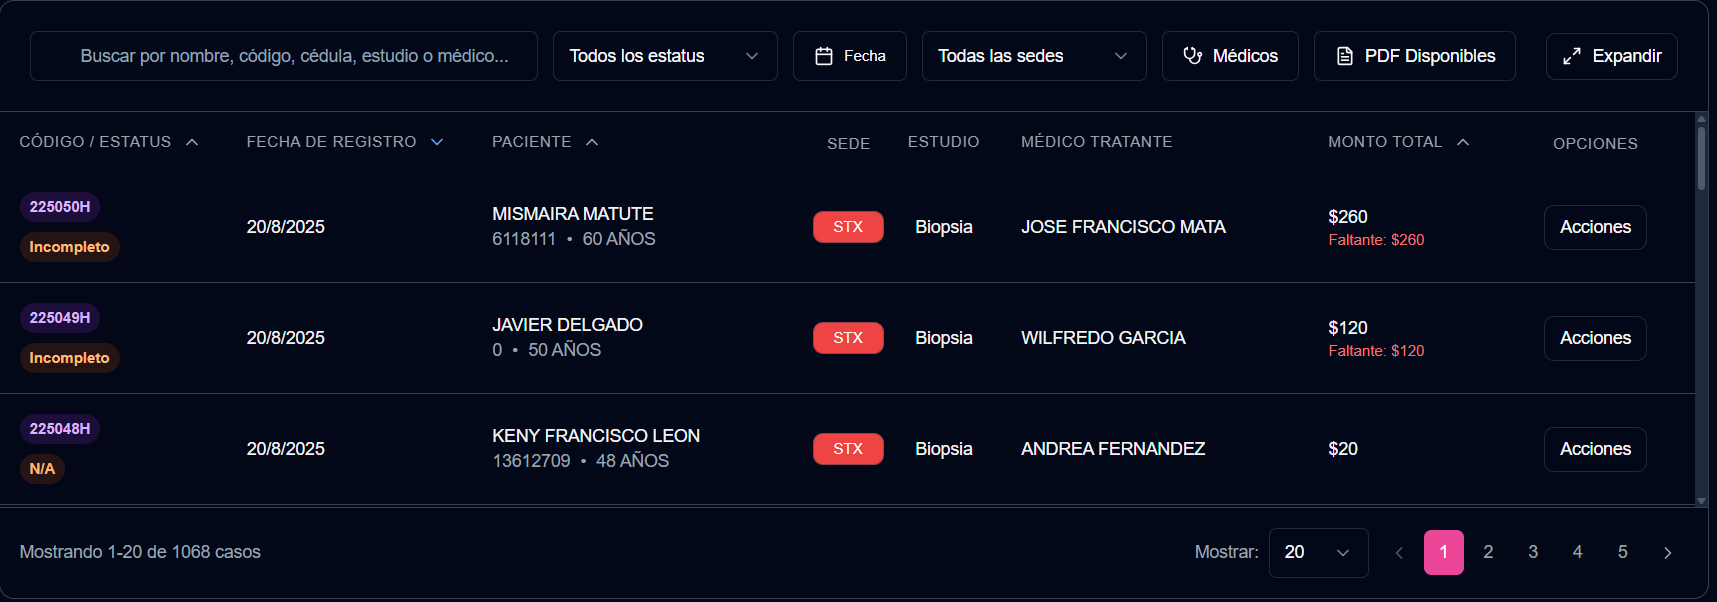 Buscar por nombre, código, cédula, estudio o médico...
Todos los estatus
Fecha
Todas las sedes
Médicos
PDF Disponibles
Expandir
CÓDIGO / ESTATUS
FECHA DE REGISTRO
PACIENTE
SEDE
ESTUDIO
MÉDICO TRATANTE
MONTO TOTAL
OPCIONES
225050H
Incompleto
20/8/2025
MISMAIRA MATUTE
6118111 • 60 AÑOS
STX
Biopsia
JOSE FRANCISCO MATA
$260
Faltante: $260
Acciones
225049H
Incompleto
20/8/2025
JAVIER DELGADO
0 • 50 AÑOS
STX
Biopsia
WILFREDO GARCIA
$120
Faltante: $120
Acciones
225048H
N/A
20/8/2025
KENY FRANCISCO LEON
13612709 • 48 AÑOS
STX
Biopsia
ANDREA FERNANDEZ
$20
Acciones
Mostrando 1-20 de 1068 casos
Mostrar:
20
1
2
3
4
5